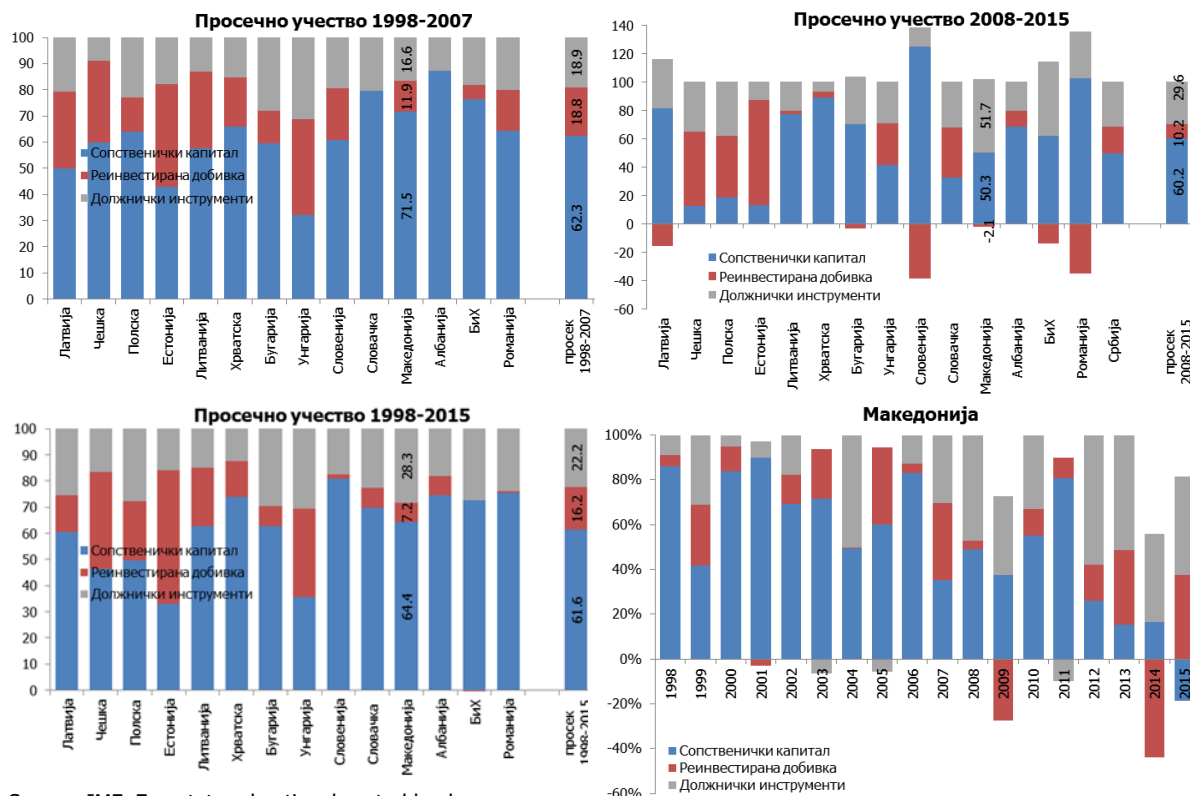 Просечно учество 1998-2007
100
90
80
70
60
50
40
30
20
10
0
Сопственички капитал
Реинвестирана добивка
Должнички инструменти
16.6
11.9
71.5
18.9
18.8
62.3
Латвија
Чешка
Полска
Естонија
Литванија
Хрватска
Бугарија
Унгарија
Словенија
Словачка
Македонија
Албанија
БиХ
Романија
просек
1998-2007
Просечно учество 2008-2015
140
120
100
80
60
40
20
0
-20
-40
-60
51.7
50.3
-2.1
29.6
10.2
60.2
Сопственички капитал
Реинвестирана добивка
Должнички инструменти
Латвија
Чешка
Полска
Естонија
Литванија
Хрватска
Бугарија
Унгарија
Словенија
Словачка
Македонија
Албанија
БиХ
Романија
Србија
просек
2008-2015
Просечно учество 1998-2015
100
90
80
70
60
50
40
30
20
10
0
Сопственички капитал
Реинвестирана добивка
Должнички инструменти
28.3
7.2
64.4
22.2
16.2
61.6
Латвија
Чешка
Полска
Естонија
Литванија
Хрватска
Бугарија
Унгарија
Словенија
Словачка
Македонија
Албанија
БиХ
Романија
просек
1998-2015
Македонија
100%
80%
60%
40%
20%
0%
-20%
-40%
-60%
1998
1999
2000
2001
2002
2003
2004
2005
2006
2007
2008
2009
2010
2011
2012
2013
2014
2015
Сопственички капитал
Реинвестирана добивка
Должнички инструменти